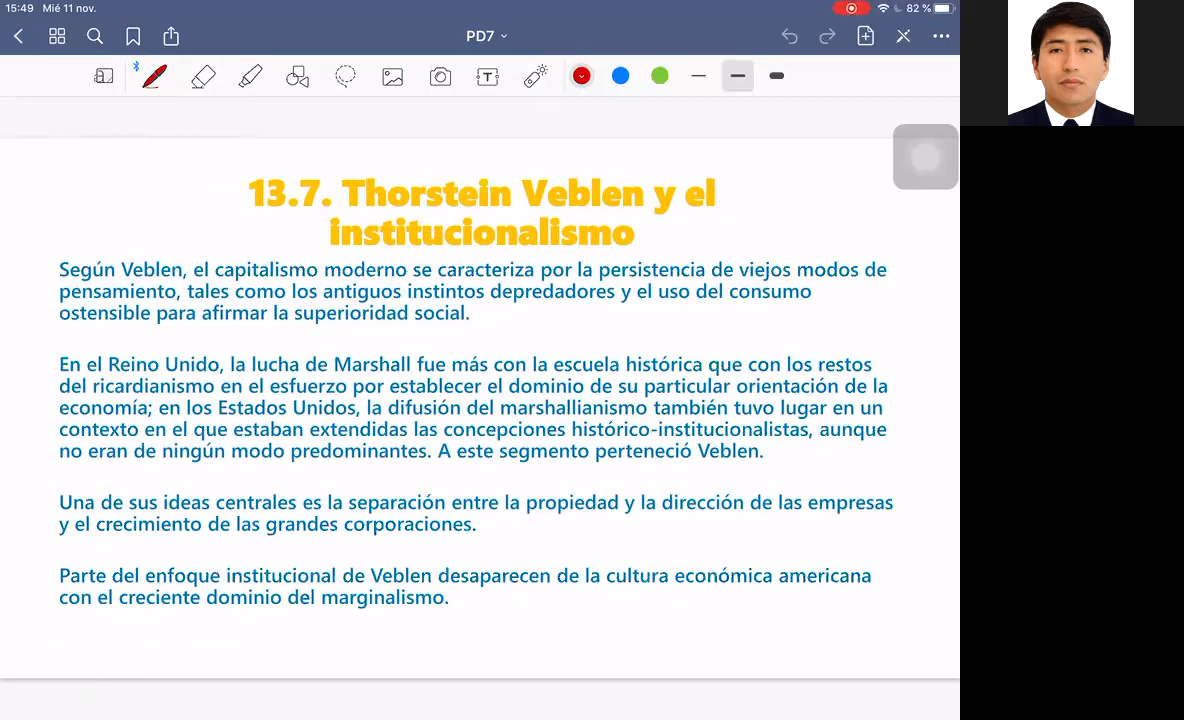 15:49 Mié 11 nov.
82 %
PD7
T
13.7. Thorstein Veblen y el
institucionalismo
Según Veblen, el capitalismo moderno se caracteriza por la persistencia de viejos modos de
pensamiento, tales como los antiguos instintos depredadores y el uso del consumo
ostensible para afirmar la superioridad social.
En el Reino Unido, la lucha de Marshall fue más con la escuela histórica que con los restos
del ricardianismo en el esfuerzo por establecer el dominio de su particular orientación de la
economía; en los Estados Unidos, la difusión del marshallianismo también tuvo lugar en un
contexto en el que estaban extendidas las concepciones histórico-institucionalistas, aunque
no eran de ningún modo predominantes. A este segmento perteneció Veblen.
Una de sus ideas centrales es la separación entre la propiedad y la dirección de las empresas
y el crecimiento de las grandes corporaciones.
Parte del enfoque institucional de Veblen desaparecen de la cultura económica americana
con el creciente dominio del marginalismo.